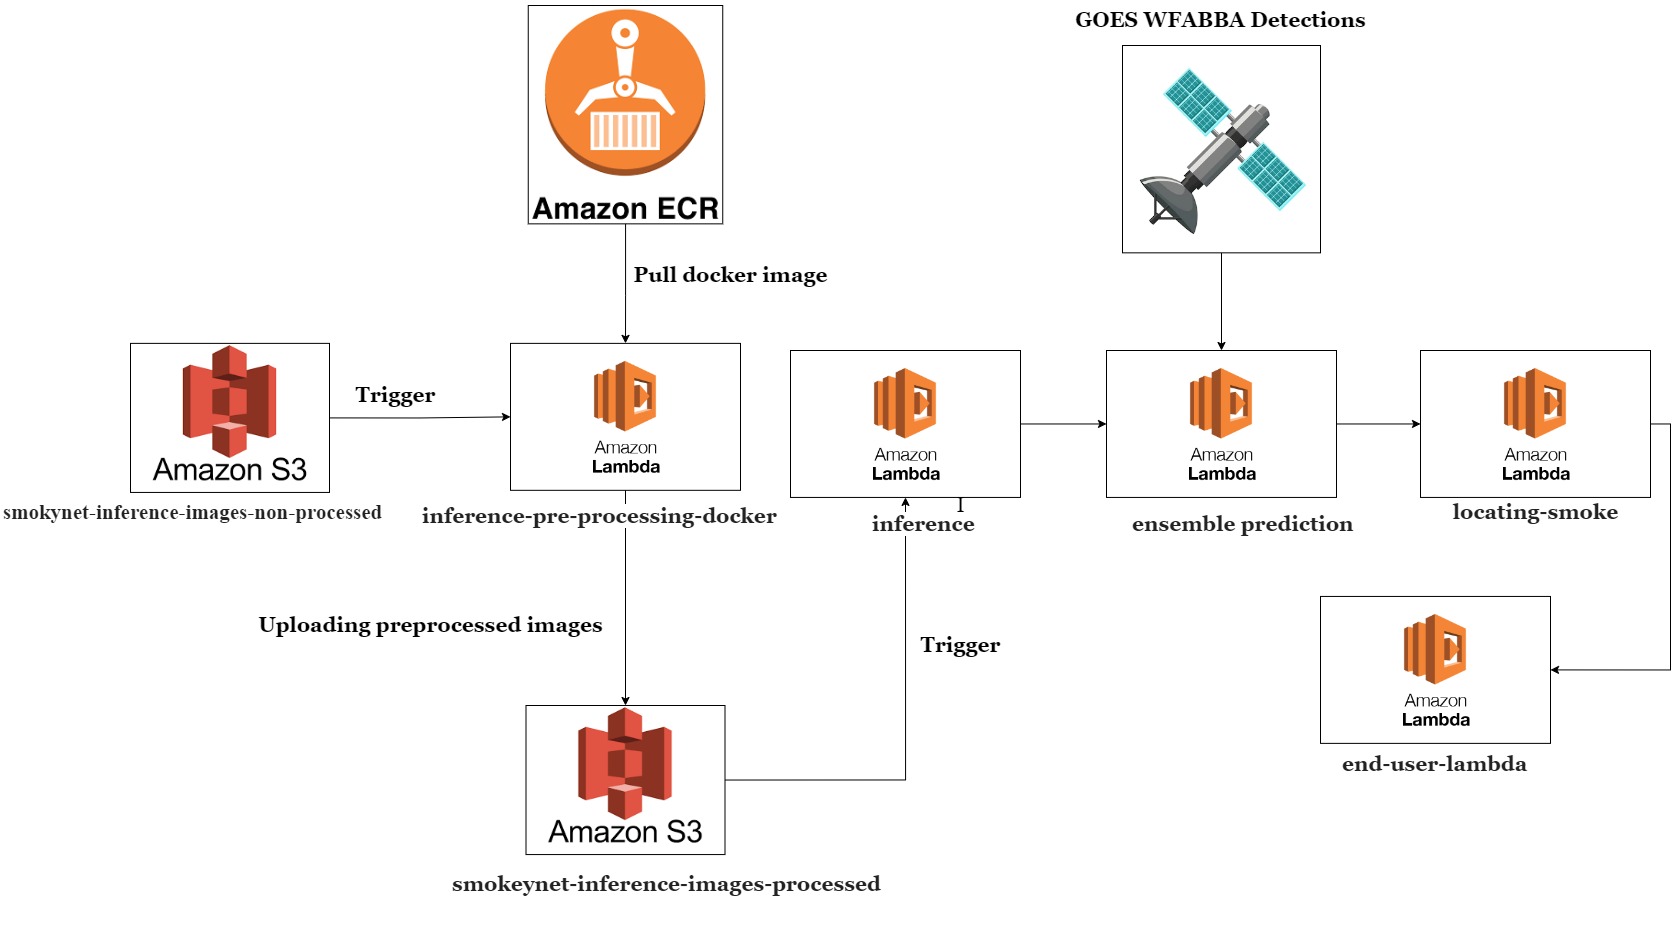 GOES WFABBA Detections
Amazon ECR
Pull docker image
Amazon S3
smokynet-inference-images-non-processed
Trigger
Amazon
Lambda
inference-pre-processing-docker
Uploading preprocessed images
Amazon S3
smokeynet-inference-images-processed
Trigger
Amazon
Lambda
1
inference
Amazon
Lambda
ensemble prediction
Amazon
Lambda
locating-smoke
Amazon
Lambda
end-user-lambda